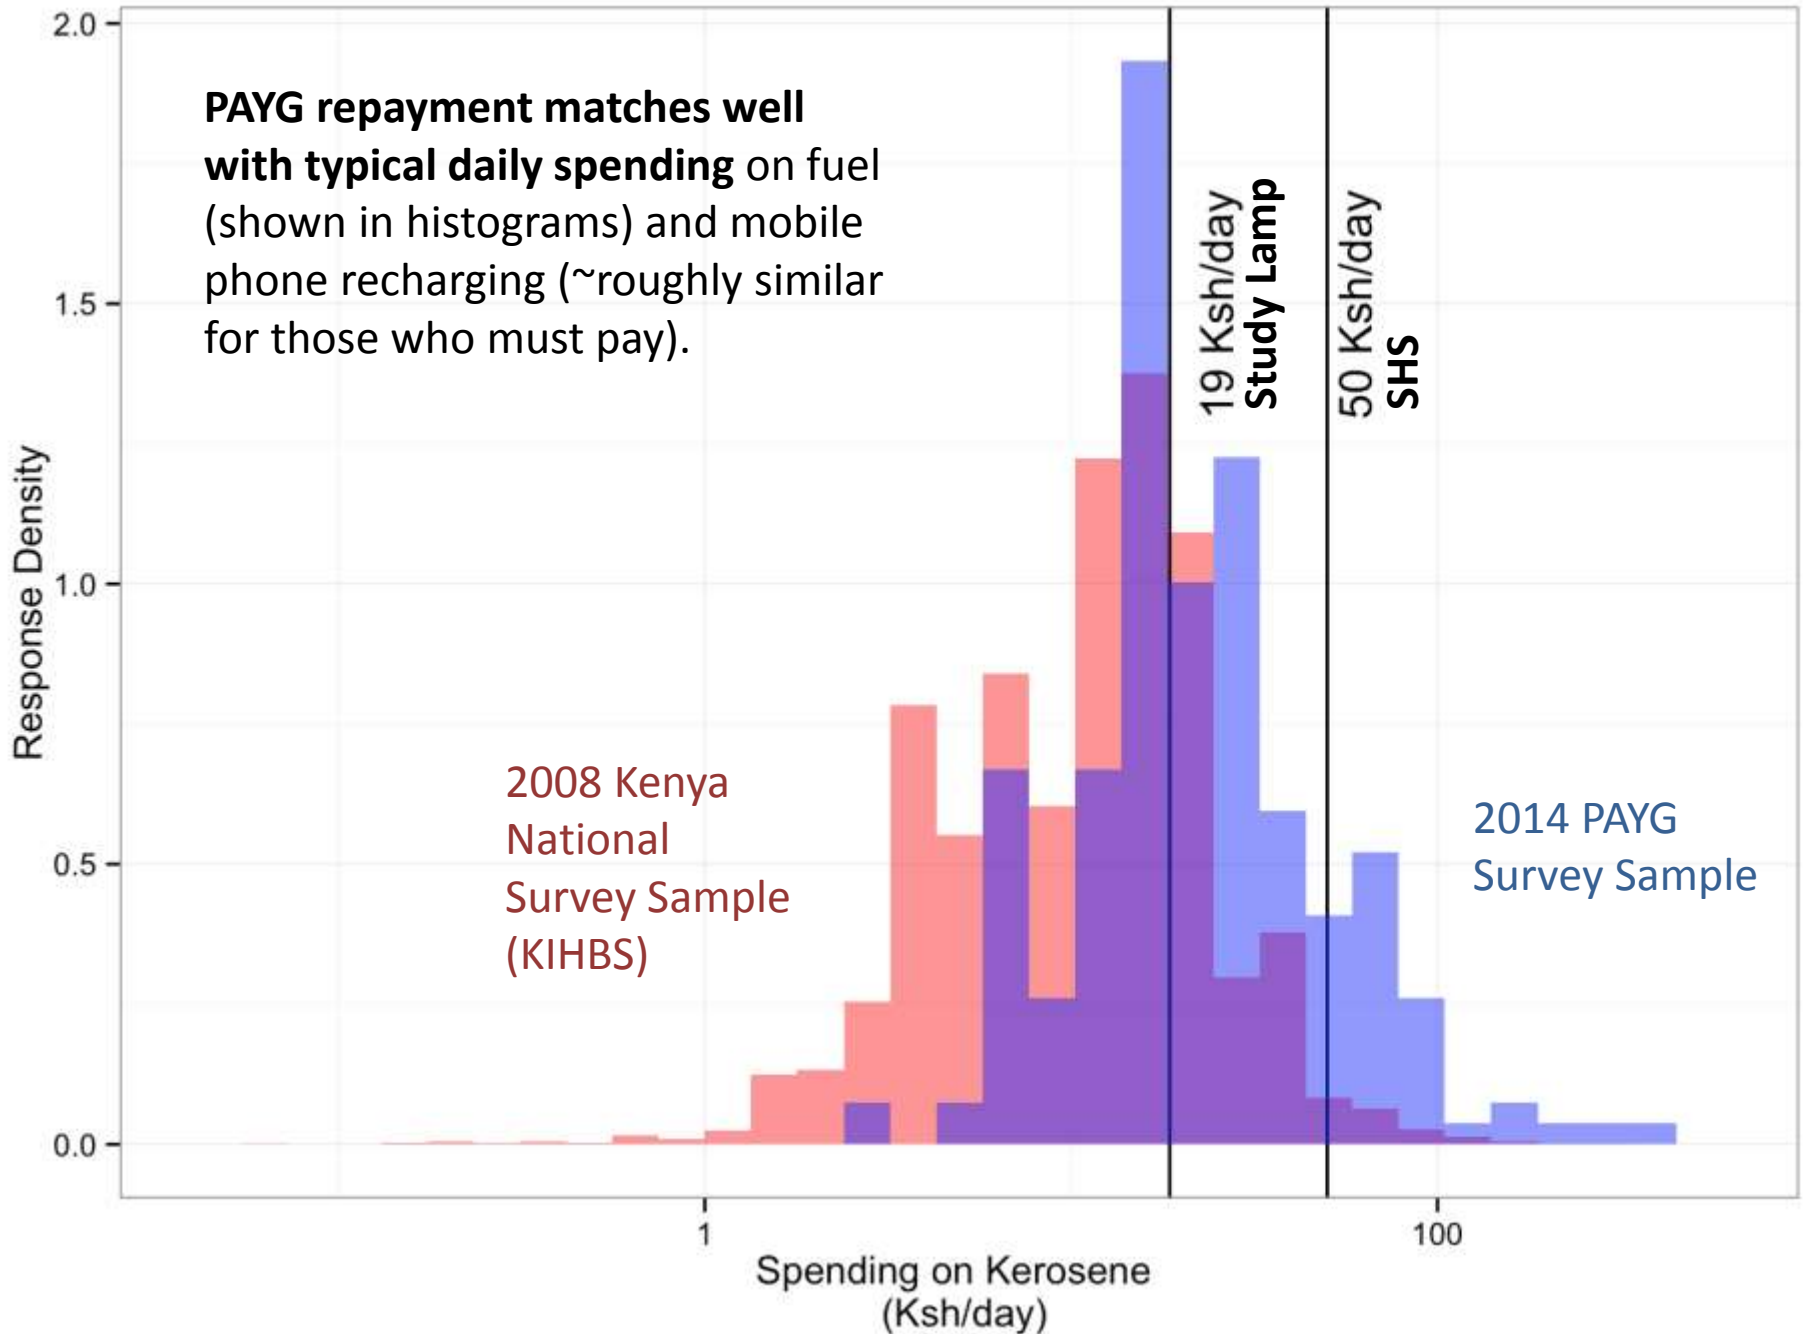 PAYG repayment matches well
with typical daily spending on fuel
(shown in histograms) and mobile
phone recharging (~roughly similar
for those who must pay).
19 Ksh/day
Study Lamp
50 Ksh/day
SHS
2008 Kenya
National
Survey Sample
(KIHBS)
2014 PAYG
Survey Sample
Response Density
2.0
1.5
1.0
0.5
0.0
1
100
Spending on Kerosene
(Ksh/day)